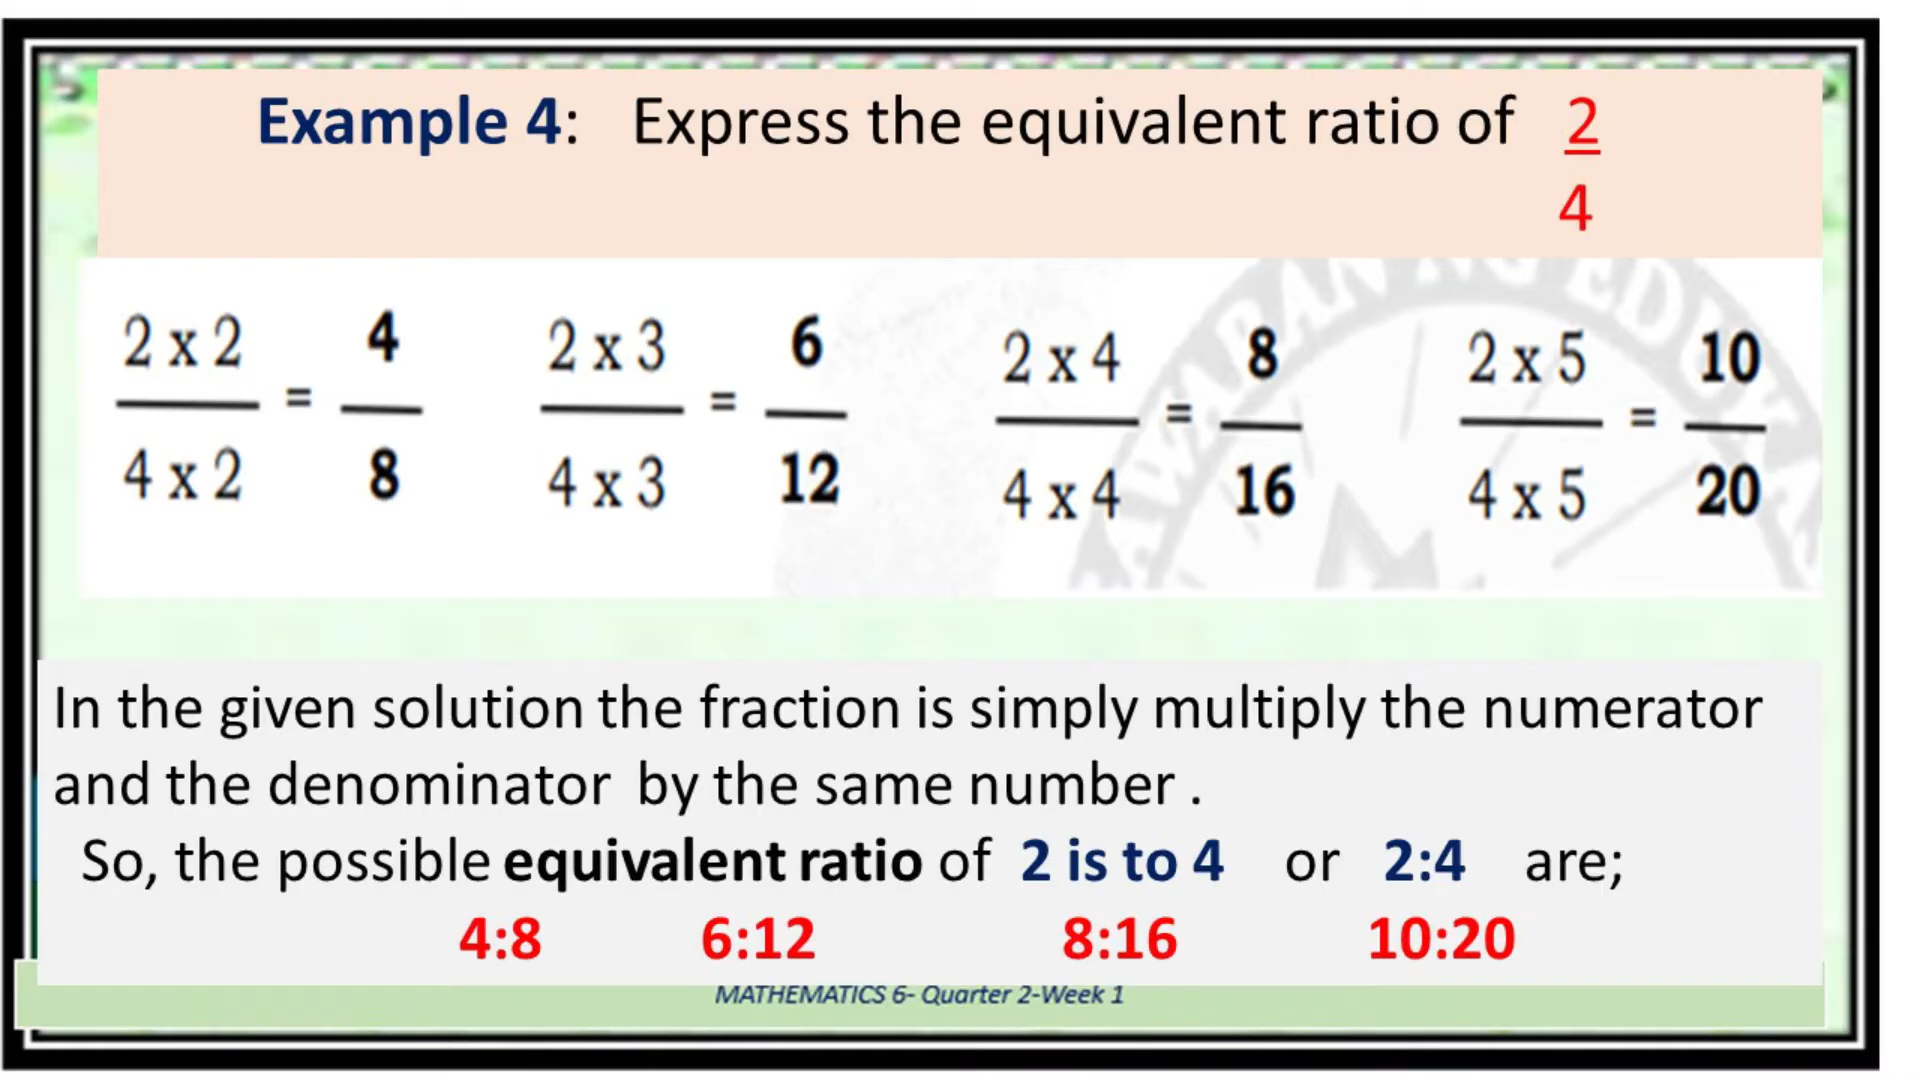 Example 4: Express the equivalent ratio of 2
4
2 x 2 = 4 2 x 3 = 6 2 x 4 = 8 2 x 5 = 10
4 x 2 8 4 x 3 12 4 x 4 16 4 x 5 20
In the given solution the fraction is simply multiply the numerator
and the denominator by the same number .
So, the possible equivalent ratio of 2 is to 4 or 2:4 are;
4:8 6:12 8:16 10:20
MATHEMATICS 6- Quarter 2-Week 1